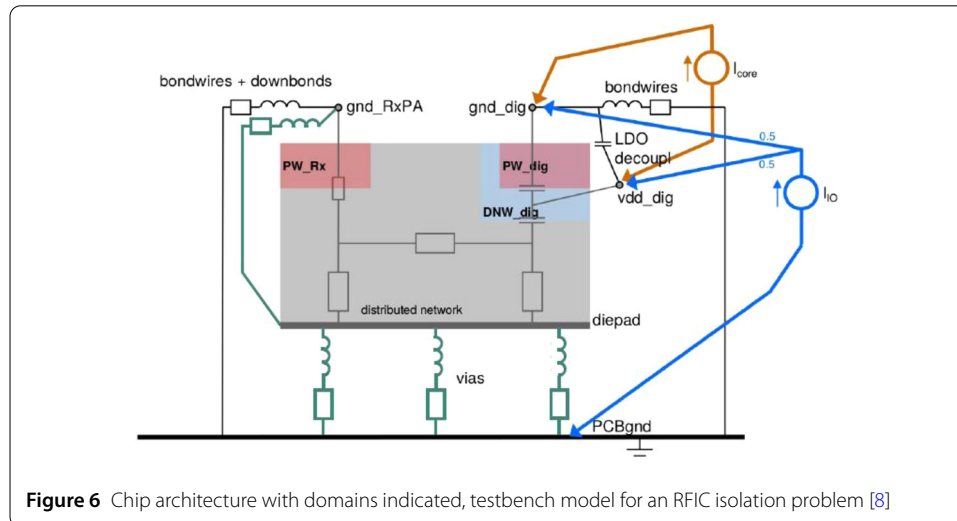 I_core
bondwires + downbonds
bondwires
gnd_RxPA
gnd_dig
0.5
LDO
decoupl
0.5
PW_Rx
PW_dig
vdd_dig
I_IO
DNW_dig
distributed network
diepad
vias
PCBgnd
Figure 6 Chip architecture with domains indicated, testbench model for an RFIC isolation problem [8]